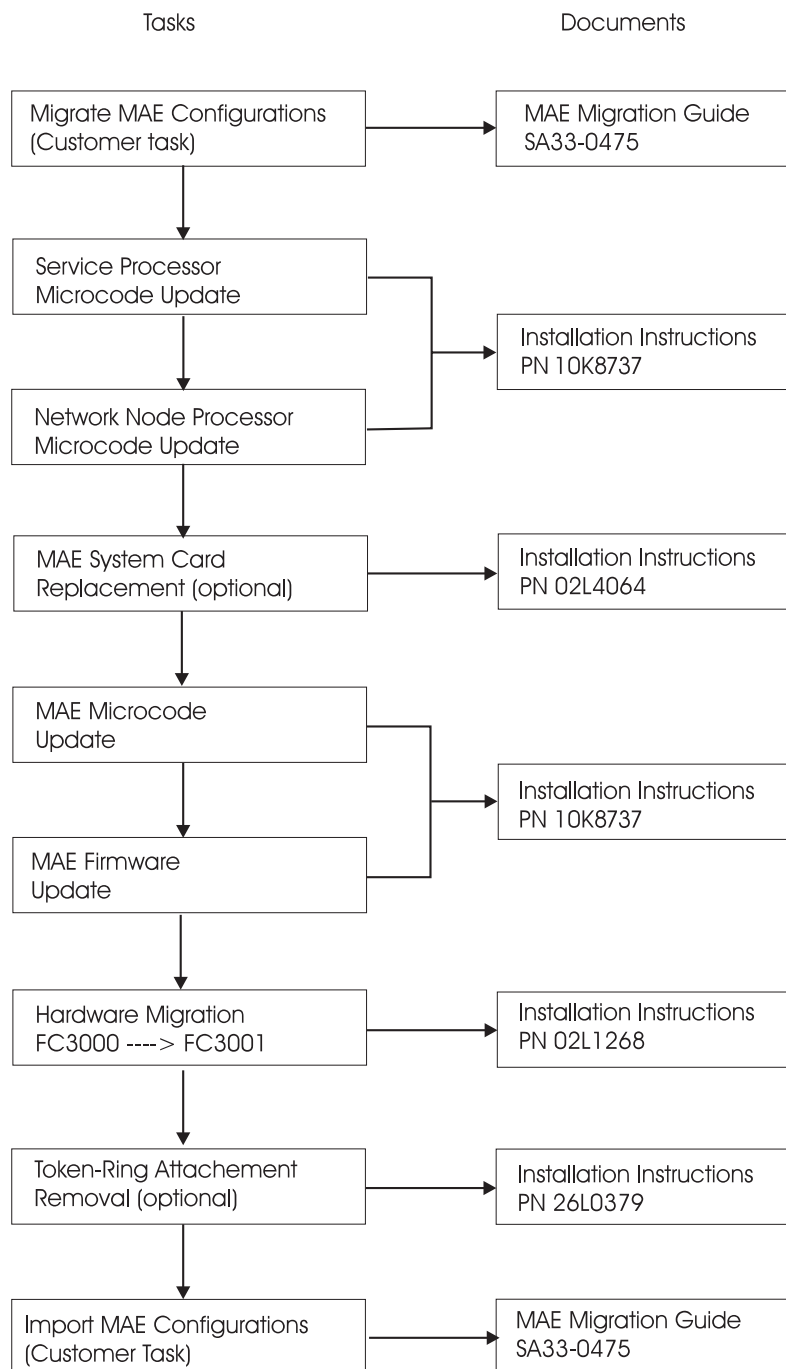 Tasks
Documents
Migrate MAE Configurations
(Customer task)
MAE Migration Guide
SA33-0475
Service Processor
Microcode Update
Installation Instructions
PN 10K8737
Network Node Processor
Microcode Update
MAE System Card
Replacement (optional)
Installation Instructions
PN 02L4064
MAE Microcode
Update
Installation Instructions
PN 10K8737
MAE Firmware
Update
Hardware Migration
FC3000 ----> FC3001
Installation Instructions
PN 02L1268
Token-Ring Attachement
Removal (optional)
Installation Instructions
PN 26L0379
Import MAE Configurations
(Customer Task)
MAE Migration Guide
SA33-0475